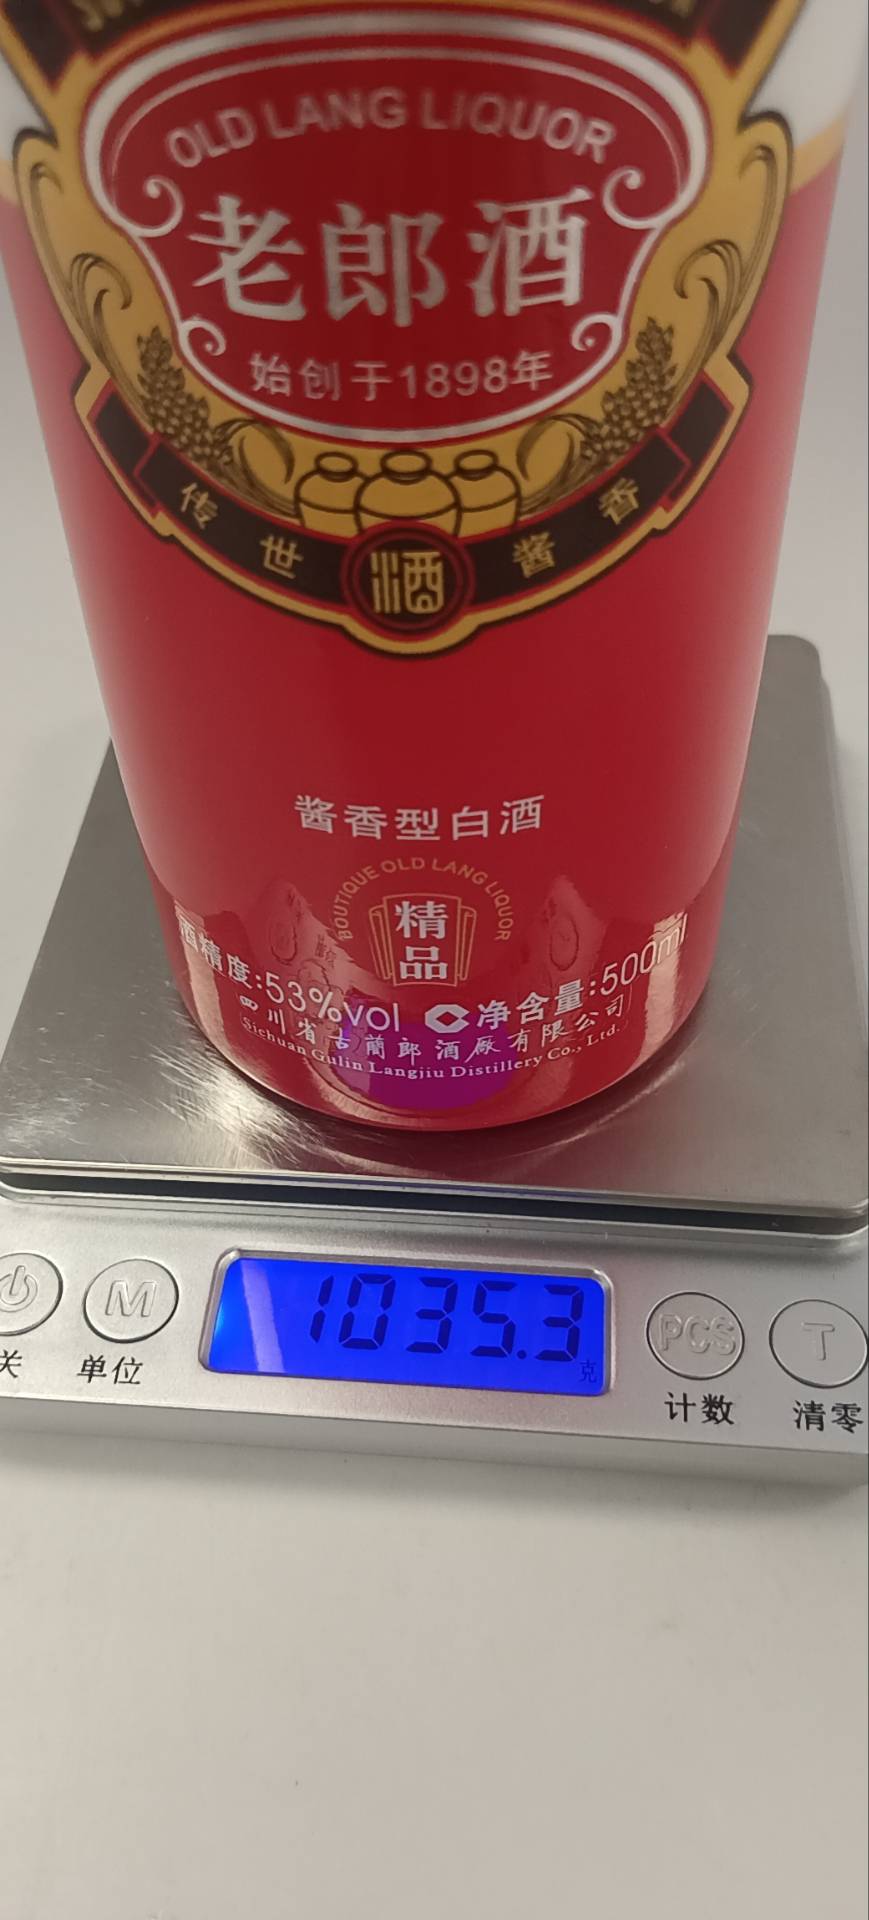 OLD LANG LIQUOR
老郎酒
始创于1898年
传世 酒 酱香
酱香型白酒
BOUTIQUE OLD LANG LIQUOR
精品
酒精度:53%vol 净含量:500ml
四川省古蔺郎酒厰有限公司
Sichuan Gulin Langjiu Distillery Co., Ltd.
1035.3
克
M PCS T
关 单位 计数 清零